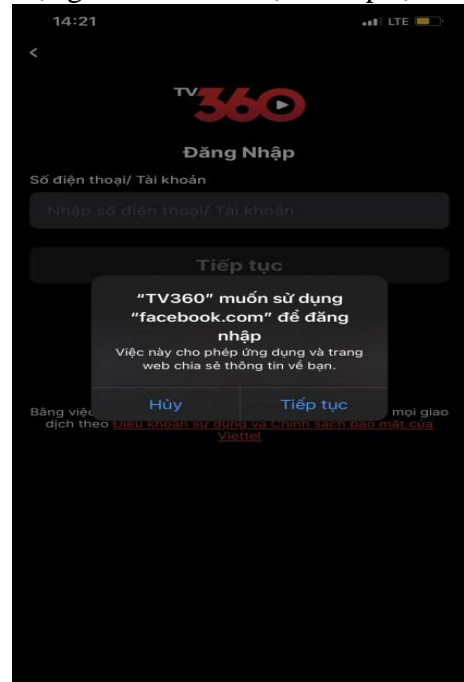 14:21
LTE
TV360
Đăng Nhập
Số điện thoại/ Tài khoản
Nhập số điện thoại/ Tài khoản
Tiếp tục
“TV360” muốn sử dụng
“facebook.com” để đăng
nhập
Việc này cho phép ứng dụng và trang
web chia sẻ thông tin về bạn.
Hủy
Tiếp tục
Bằng việc mọi giao
dịch theo Điều khoản sử dụng và Chính sách bảo mật của
Viettel